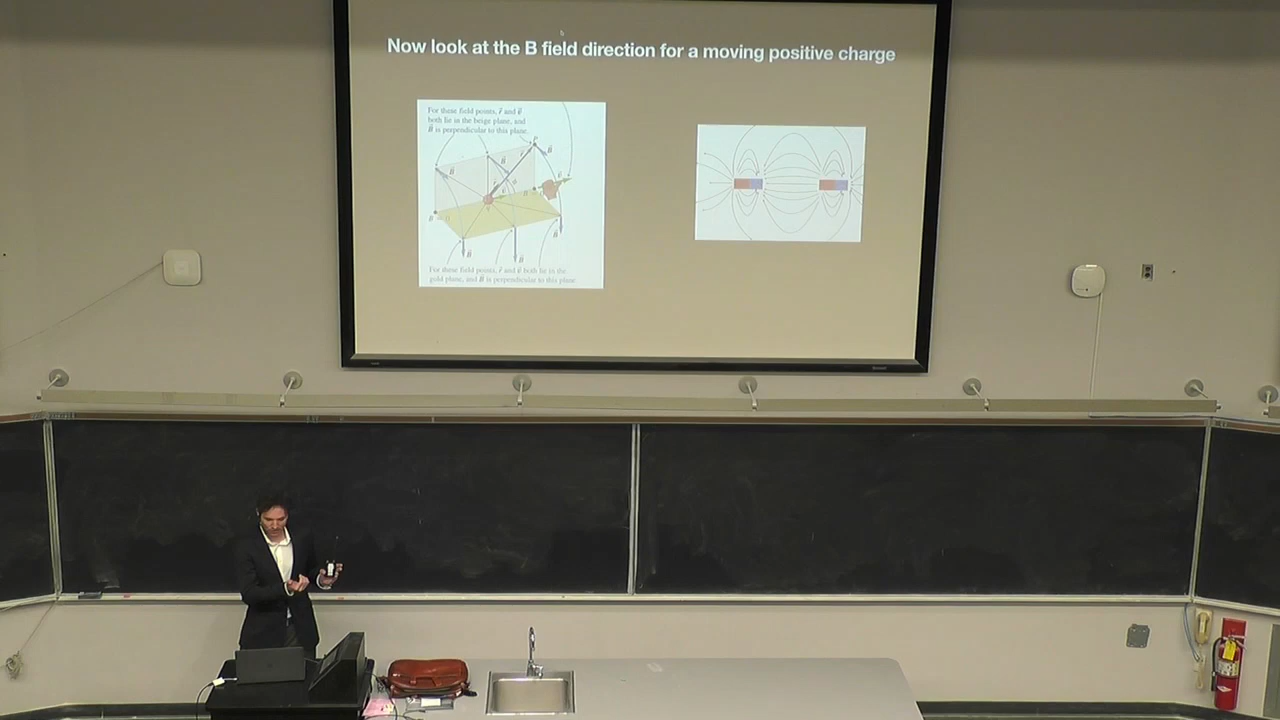 Now look at the B field direction for a moving positive charge
For these field points, r⃗ and v⃗
both lie in the beige plane, and
B⃗ is perpendicular to this plane.
For these field points, r⃗ and v⃗ both lie in the
gold plane, and B⃗ is perpendicular to this plane